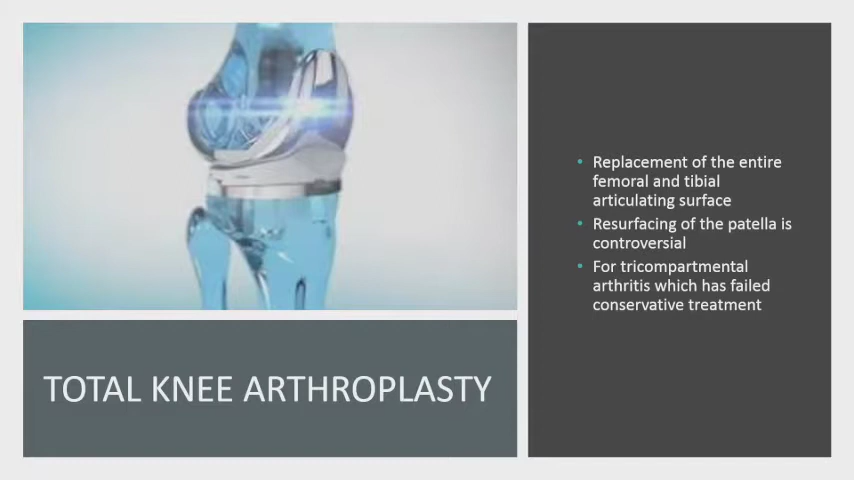 TOTAL KNEE ARTHROPLASTY
• Replacement of the entire
femoral and tibial
articulating surface
• Resurfacing of the patella is
controversial
• For tricompartmental
arthritis which has failed
conservative treatment